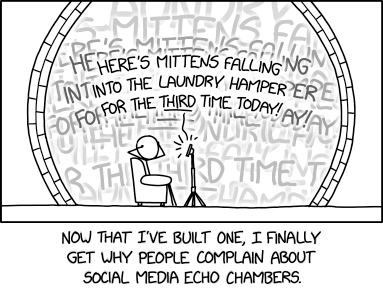 HERE'S MITTENS FALLING
INTO THE LAUNDRY HAMPER
FOR THE THIRD TIME TODAY!
NOW THAT I'VE BUILT ONE, I FINALLY
GET WHY PEOPLE COMPLAIN ABOUT
SOCIAL MEDIA ECHO CHAMBERS.